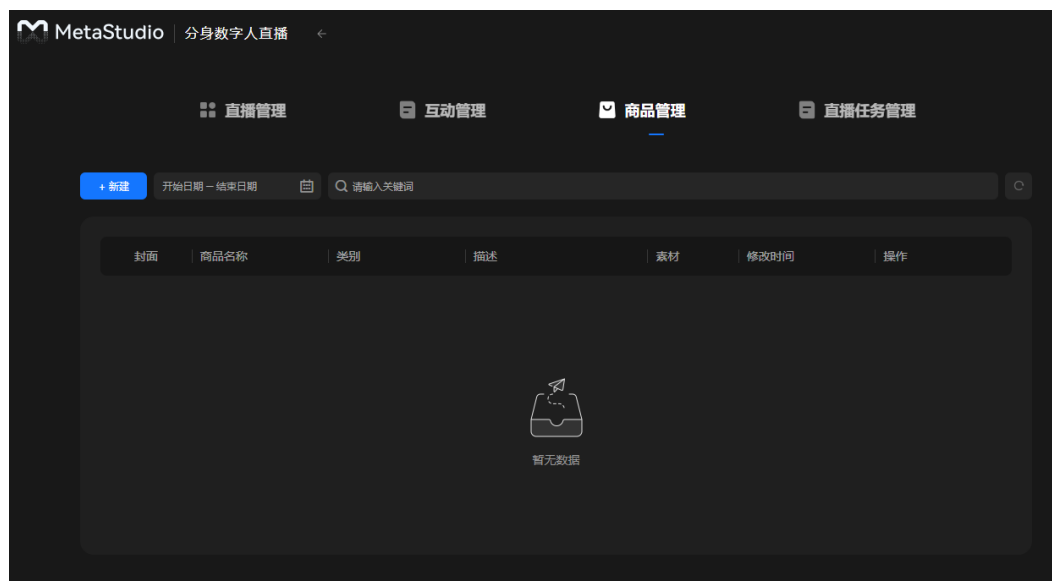 MetaStudio 分身数字人直播
直播管理 互动管理 商品管理 直播任务管理
+ 新建 开始日期 – 结束日期 请输入关键词
封面 商品名称 类别 描述 素材 修改时间 操作
暂无数据